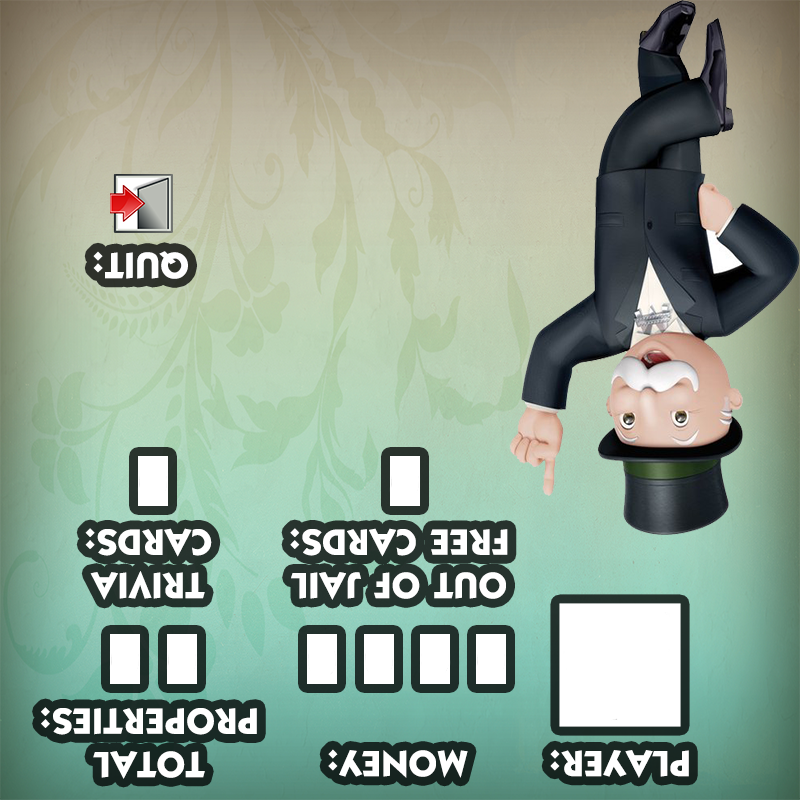 PLAYER:
MONEY:
TOTAL
PROPERTIES:
OUT OF JAIL
FREE CARDS:
TRIVIA
CARDS:
QUIT: